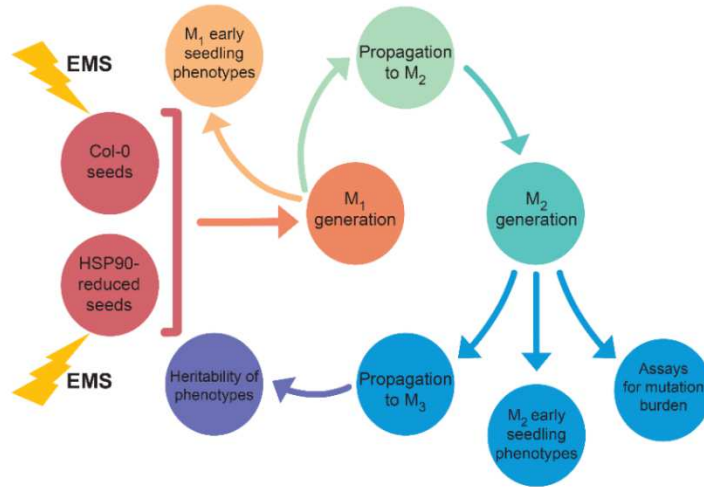 EMS
Col-0
seeds
HSP90-
reduced
seeds
EMS
M₁ early
seedling
phenotypes
Propagation
to M₂
M₁
generation
M₂
generation
Heritability of
phenotypes
Propagation
to M₃
M₂ early
seedling
phenotypes
Assays
for mutation
burden